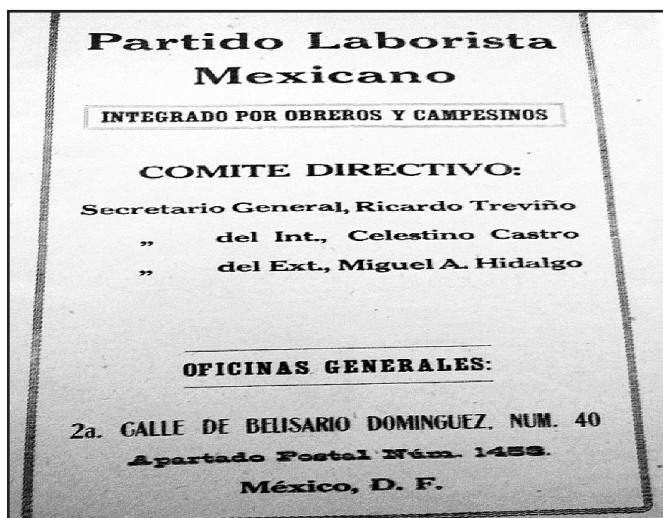 Partido Laborista
Mexicano
INTEGRADO POR OBREROS Y CAMPESINOS
COMITE DIRECTIVO:
Secretario General, Ricardo Treviño
„ del Int., Celestino Castro
„ del Ext., Miguel A. Hidalgo
OFICINAS GENERALES:
2a. CALLE DE BELISARIO DOMINGUEZ. NUM. 40
Apartado Postal Núm. 1453.
México, D. F.